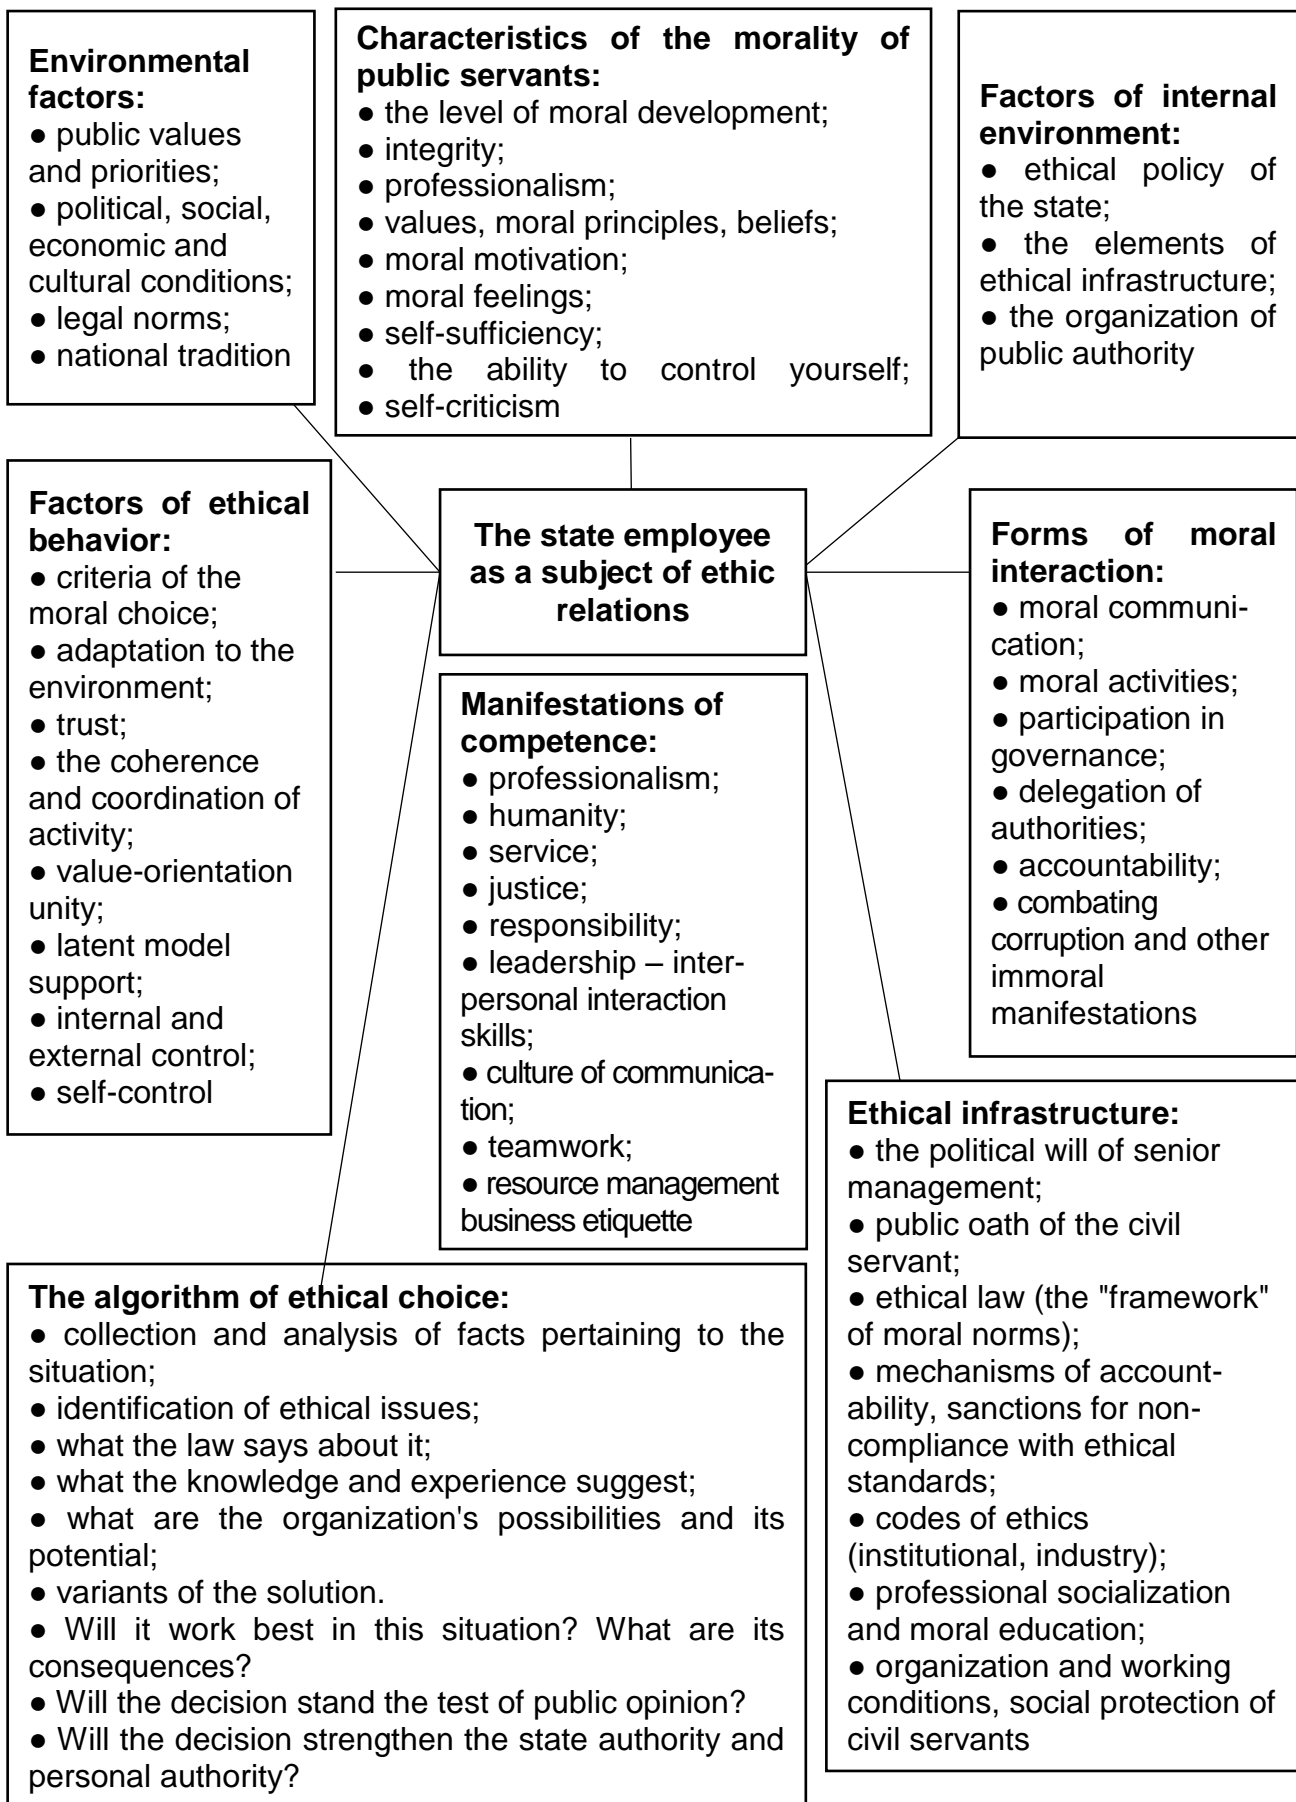 Environmental
factors:
● public values
and priorities;
● political, social,
economic and
cultural conditions;
● legal norms;
● national tradition
Characteristics of the morality of
public servants:
● the level of moral development;
● integrity;
● professionalism;
● values, moral principles, beliefs;
● moral motivation;
● moral feelings;
● self-sufficiency;
● the ability to control yourself;
● self-criticism
Factors of internal
environment:
● ethical policy of
the state;
● the elements of
ethical infrastructure;
● the organization of
public authority
Factors of ethical
behavior:
● criteria of the
moral choice;
● adaptation to the
environment;
● trust;
● the coherence
and coordination of
activity;
● value-orientation
unity;
● latent model
support;
● internal and
external control;
● self-control
The state employee
as a subject of ethic
relations
Forms of moral
interaction:
● moral communi-
cation;
● moral activities;
● participation in
governance;
● delegation of
authorities;
● accountability;
● combating
corruption and other
immoral
manifestations
Manifestations of
competence:
● professionalism;
● humanity;
● service;
● justice;
● responsibility;
● leadership – inter-
personal interaction
skills;
● culture of communica-
tion;
● teamwork;
● resource management
business etiquette
Ethical infrastructure:
● the political will of senior
management;
● public oath of the civil
servant;
● ethical law (the "framework"
of moral norms);
● mechanisms of account-
ability, sanctions for non-
compliance with ethical
standards;
● codes of ethics
(institutional, industry);
● professional socialization
and moral education;
● organization and working
conditions, social protection of
civil servants
The algorithm of ethical choice:
● collection and analysis of facts pertaining to the
situation;
● identification of ethical issues;
● what the law says about it;
● what the knowledge and experience suggest;
● what are the organization's possibilities and its
potential;
● variants of the solution.
● Will it work best in this situation? What are its
consequences?
● Will the decision stand the test of public opinion?
● Will the decision strengthen the state authority and
personal authority?